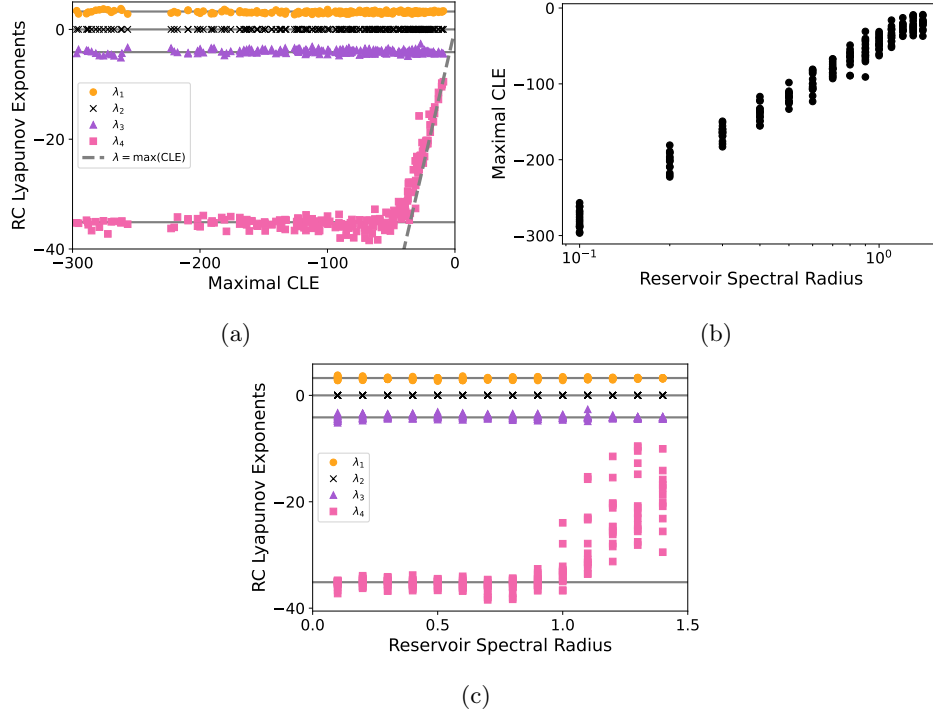 RC Lyapunov Exponents
0
−20
−40
λ₁
λ₂
λ₃
λ₄
λ = max(CLE)
−300
−200
−100
0
Maximal CLE
(a)
Maximal CLE
0
−100
−200
−300
10⁻¹
10⁰
Reservoir Spectral Radius
(b)
RC Lyapunov Exponents
0
−20
−40
λ₁
λ₂
λ₃
λ₄
0.0
0.5
1.0
1.5
Reservoir Spectral Radius
(c)